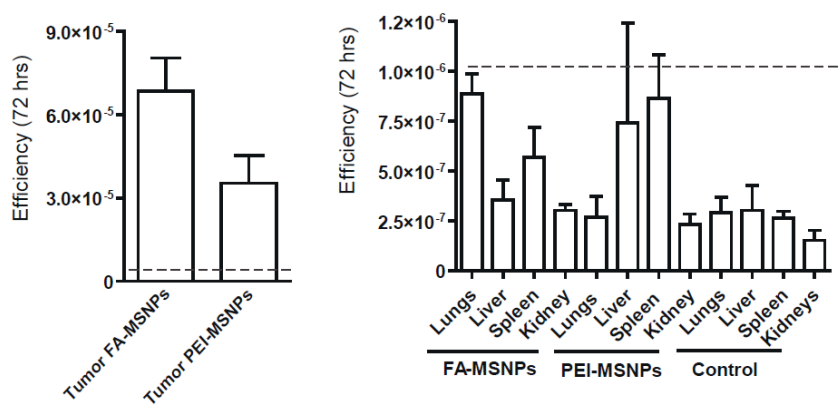 Efficiency (72 hrs)
9.0×10⁻⁵
6.0×10⁻⁵
3.0×10⁻⁵
0
Tumor FA-MSNPs
Tumor PEI-MSNPs
Efficiency (72 hrs)
1.2×10⁻⁶
1.0×10⁻⁶
7.5×10⁻⁷
5.0×10⁻⁷
2.5×10⁻⁷
0
Lungs
Liver
Spleen
Kidney
Lungs
Liver
Spleen
Kidney
Lungs
Liver
Spleen
Kidneys
FA-MSNPs
PEI-MSNPs
Control